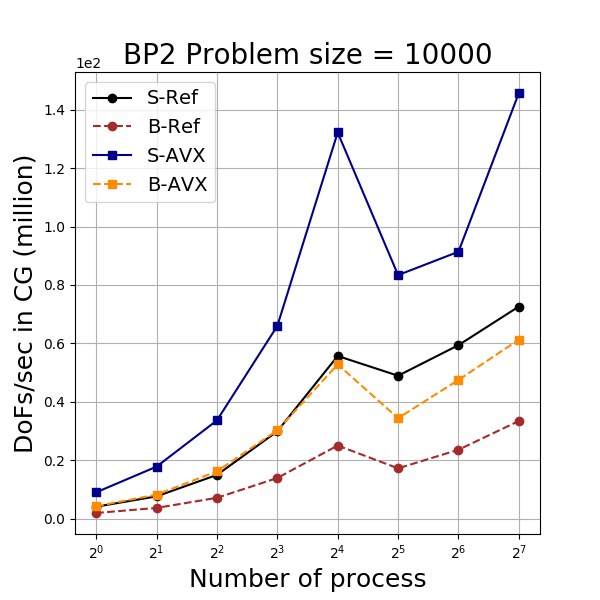 BP2 Problem size = 10000
1e2
S-Ref
B-Ref
S-AVX
B-AVX
1.4
1.2
1.0
0.8
0.6
0.4
0.2
0.0
DoFs/sec in CG (million)
2^0 2^1 2^2 2^3 2^4 2^5 2^6 2^7
Number of process